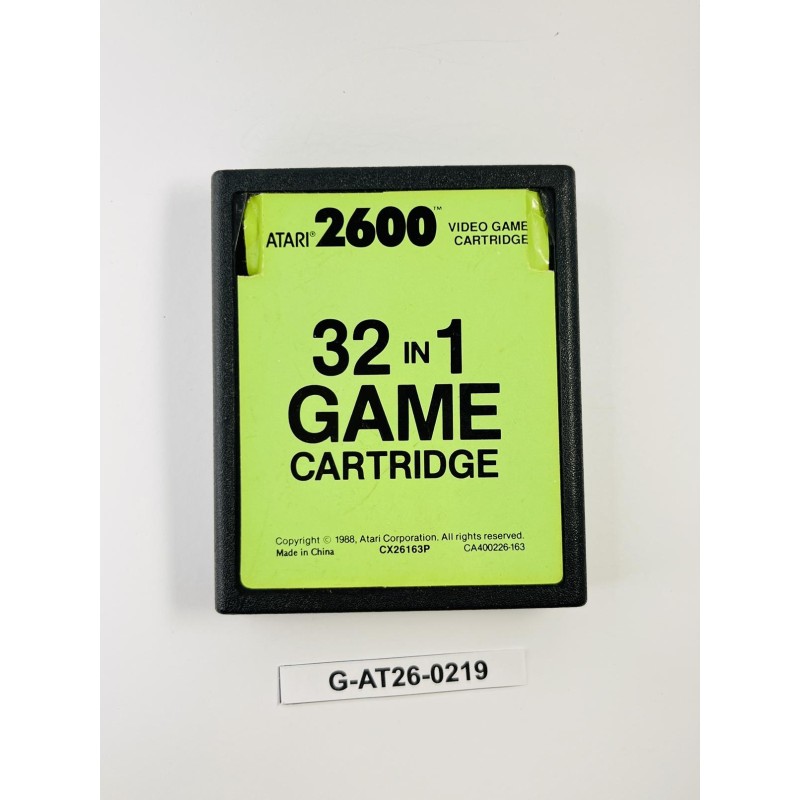 ATARI® 2600™ VIDEO GAME
CARTRIDGE
32 IN 1
GAME
CARTRIDGE
Copyright © 1988, Atari Corporation. All rights reserved.
Made in China CX26163P CA400226-163
G-AT26-0219